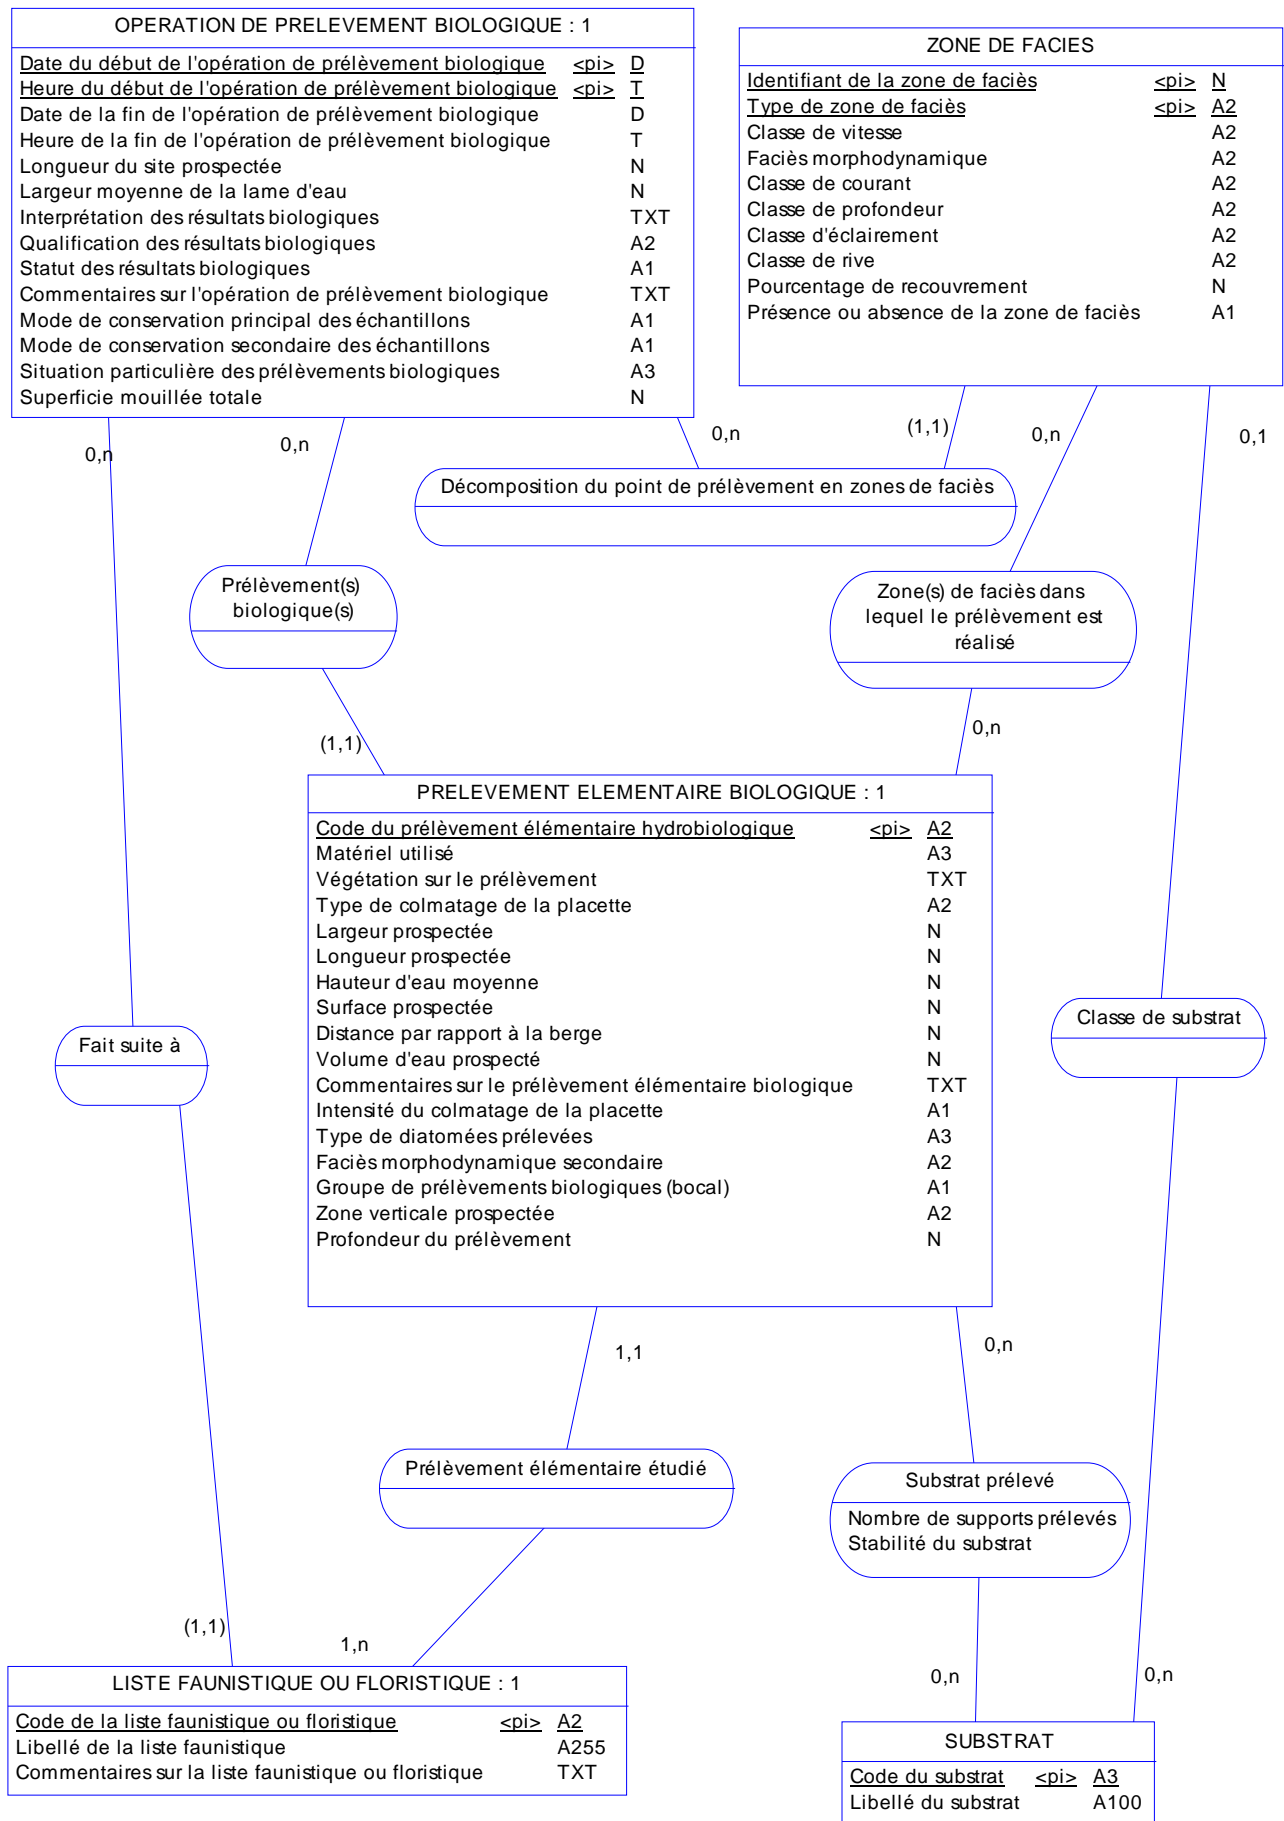 OPERATION DE PRELEVEMENT BIOLOGIQUE : 1
Date du début de l'opération de prélèvement biologique <pi> D
Heure du début de l'opération de prélèvement biologique <pi> T
Date de la fin de l'opération de prélèvement biologique D
Heure de la fin de l'opération de prélèvement biologique T
Longueur du site prospectée N
Largeur moyenne de la lame d'eau N
Interprétation des résultats biologiques TXT
Qualification des résultats biologiques A2
Statut des résultats biologiques A1
Commentaires sur l'opération de prélèvement biologique TXT
Mode de conservation principal des échantillons A1
Mode de conservation secondaire des échantillons A1
Situation particulière des prélèvements biologiques A3
Superficie mouillée totale N
ZONE DE FACIES
Identifiant de la zone de faciès <pi> N
Type de zone de faciès <pi> A2
Classe de vitesse A2
Faciès morphodynamique A2
Classe de courant A2
Classe de profondeur A2
Classe d'éclairement A2
Classe de rive A2
Pourcentage de recouvrement N
Présence ou absence de la zone de faciès A1
0,n
0,n
0,n
(1,1)
0,n
0,1
Décomposition du point de prélèvement en zones de faciès
Prélèvement(s)
biologique(s)
Zone(s) de faciès dans
lequel le prélèvement est
réalisé
(1,1)
0,n
PRELEVEMENT ELEMENTAIRE BIOLOGIQUE : 1
Code du prélèvement élémentaire hydrobiologique <pi> A2
Matériel utilisé A3
Végétation sur le prélèvement TXT
Type de colmatage de la placette A2
Largeur prospectée N
Longueur prospectée N
Hauteur d'eau moyenne N
Surface prospectée N
Distance par rapport à la berge N
Volume d'eau prospecté N
Commentaires sur le prélèvement élémentaire biologique TXT
Intensité du colmatage de la placette A1
Type de diatomées prélevées A3
Faciès morphodynamique secondaire A2
Groupe de prélèvements biologiques (bocal) A1
Zone verticale prospectée A2
Profondeur du prélèvement N
Fait suite à
Classe de substrat
1,1
0,n
Prélèvement élémentaire étudié
Substrat prélevé
Nombre de supports prélevés
Stabilité du substrat
(1,1)
1,n
0,n
0,n
LISTE FAUNISTIQUE OU FLORISTIQUE : 1
Code de la liste faunistique ou floristique <pi> A2
Libellé de la liste faunistique A255
Commentaires sur la liste faunistique ou floristique TXT
SUBSTRAT
Code du substrat <pi> A3
Libellé du substrat A100